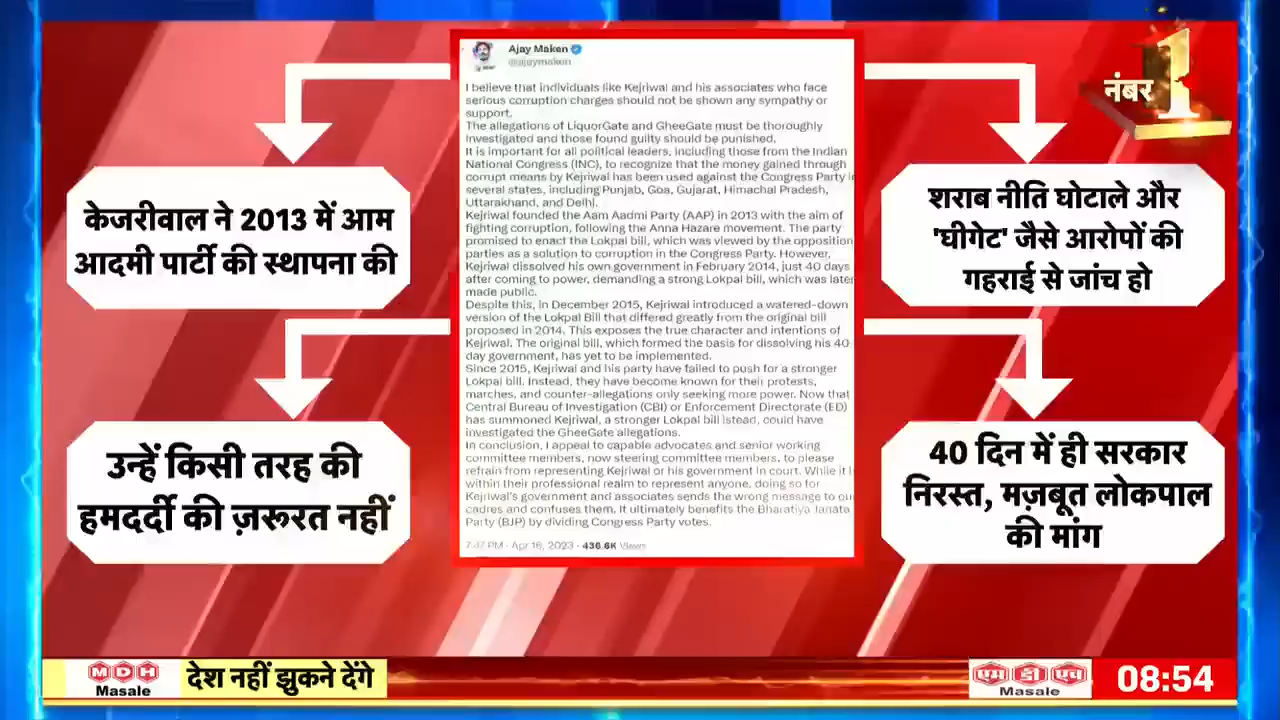 नंबर 1
Ajay Maken
@ajaymaken
I believe that individuals like Kejriwal and his associates who face
serious corruption charges should not be shown any sympathy or
support.
The allegations of LiquorGate and GheeGate must be thoroughly
investigated and those found guilty should be punished.
It is important for all political leaders, including those from the Indian
National Congress (INC), to recognize that the money gained through
corrupt means by Kejriwal has been used against the Congress Party in
several states, including Punjab, Goa, Gujarat, Himachal Pradesh,
Uttarakhand, and Delhi.
Kejriwal founded the Aam Aadmi Party (AAP) in 2013 with the aim of
fighting corruption, following the Anna Hazare movement. The party
promised to enact the Lokpal bill, which was viewed by the opposition
parties as a solution to corruption in the Congress Party. However,
Kejriwal dissolved his own government in February 2014, just 40 days
after coming to power, demanding a strong Lokpal bill, which was later
made public.
Despite this, in December 2015, Kejriwal introduced a watered-down
version of the Lokpal Bill that differed greatly from the original bill
proposed in 2014. This exposes the true character and intentions of
Kejriwal. The original bill, which formed the basis for dissolving his 40-
day government, has yet to be implemented.
Since 2015, Kejriwal and his party have failed to push for a stronger
Lokpal bill. Instead, they have become known for their protests,
marches, and counter-allegations only seeking more power. Now that
Central Bureau of Investigation (CBI) or Enforcement Directorate (ED)
has summoned Kejriwal, a stronger Lokpal bill istead, could have
investigated the GheeGate allegations.
In conclusion, I appeal to capable advocates and senior working
committee members, now steering committee members, to please
refrain from representing Kejriwal or his government in court. While it i
within their professional realm to represent anyone, doing so for
Kejriwal's government and associates sends the wrong message to ou
cadres and confuses them. It ultimately benefits the Bharatiya Janata
Party (BJP) by dividing Congress Party votes.
7:47 PM · Apr 16, 2023 · 436.6K Views
केजरीवाल ने 2013 में आम
आदमी पार्टी की स्थापना की
शराब नीति घोटाले और
'घीगेट' जैसे आरोपों की
गहराई से जांच हो
उन्हें किसी तरह की
हमदर्दी की ज़रूरत नहीं
40 दिन में ही सरकार
निरस्त, मज़बूत लोकपाल
की मांग
MDH
Masale
देश नहीं झुकने देंगे
एम डी एच
Masale
08:54